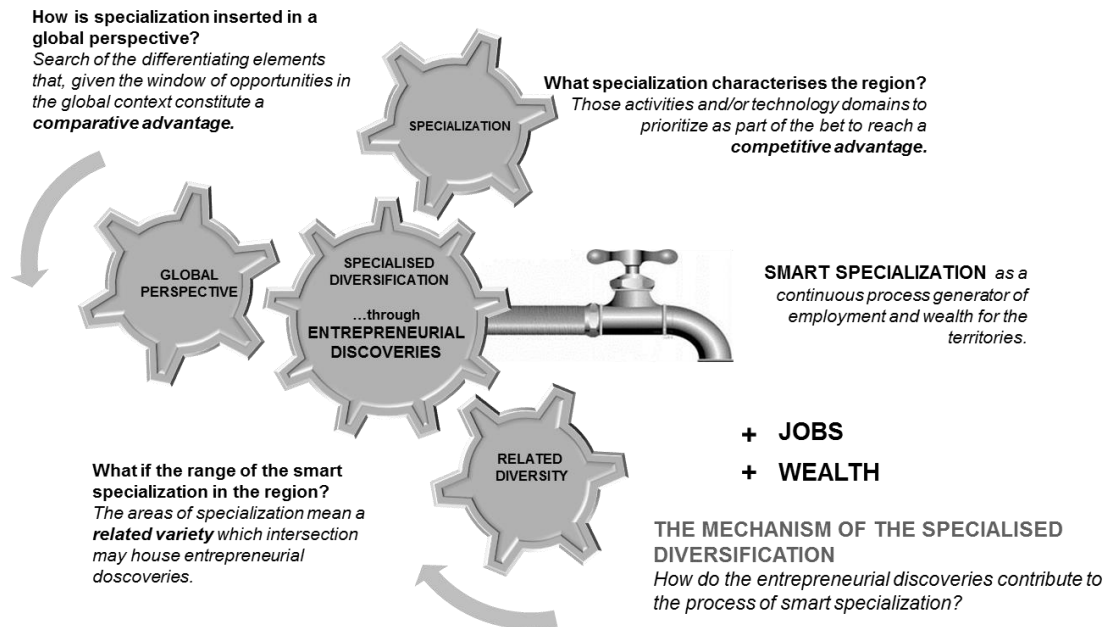 How is specialization inserted in a
global perspective?
Search of the differentiating elements
that, given the window of opportunities in
the global context constitute a
comparative advantage.
SPECIALIZATION
What specialization characterises the region?
Those activities and/or technology domains to
prioritize as part of the bet to reach a
competitive advantage.
GLOBAL
PERSPECTIVE
SPECIALISED
DIVERSIFICATION
...through
ENTREPRENEURIAL
DISCOVERIES
SMART SPECIALIZATION as a
continuous process generator of
employment and wealth for the
territories.
What if the range of the smart
specialization in the region?
The areas of specialization mean a
related variety which intersection
may house entrepreneurial
doscoveries.
RELATED
DIVERSITY
+ JOBS
+ WEALTH
THE MECHANISM OF THE SPECIALISED
DIVERSIFICATION
How do the entrepreneurial discoveries contribute to
the process of smart specialization?